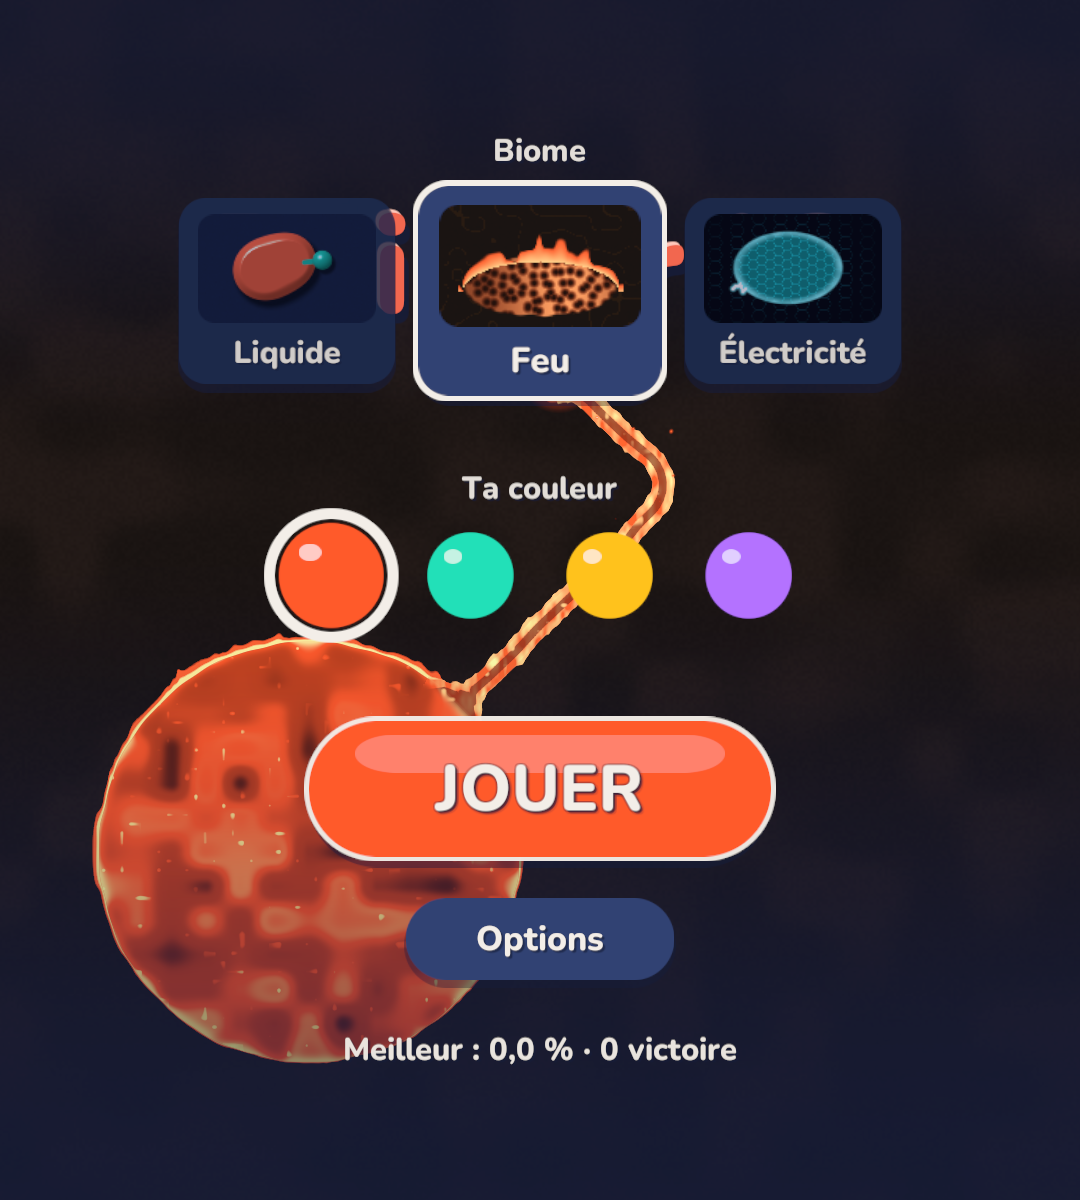 Biome
Liquide
Feu
Électricité
Ta couleur
JOUER
Options
Meilleur : 0,0 % · 0 victoire